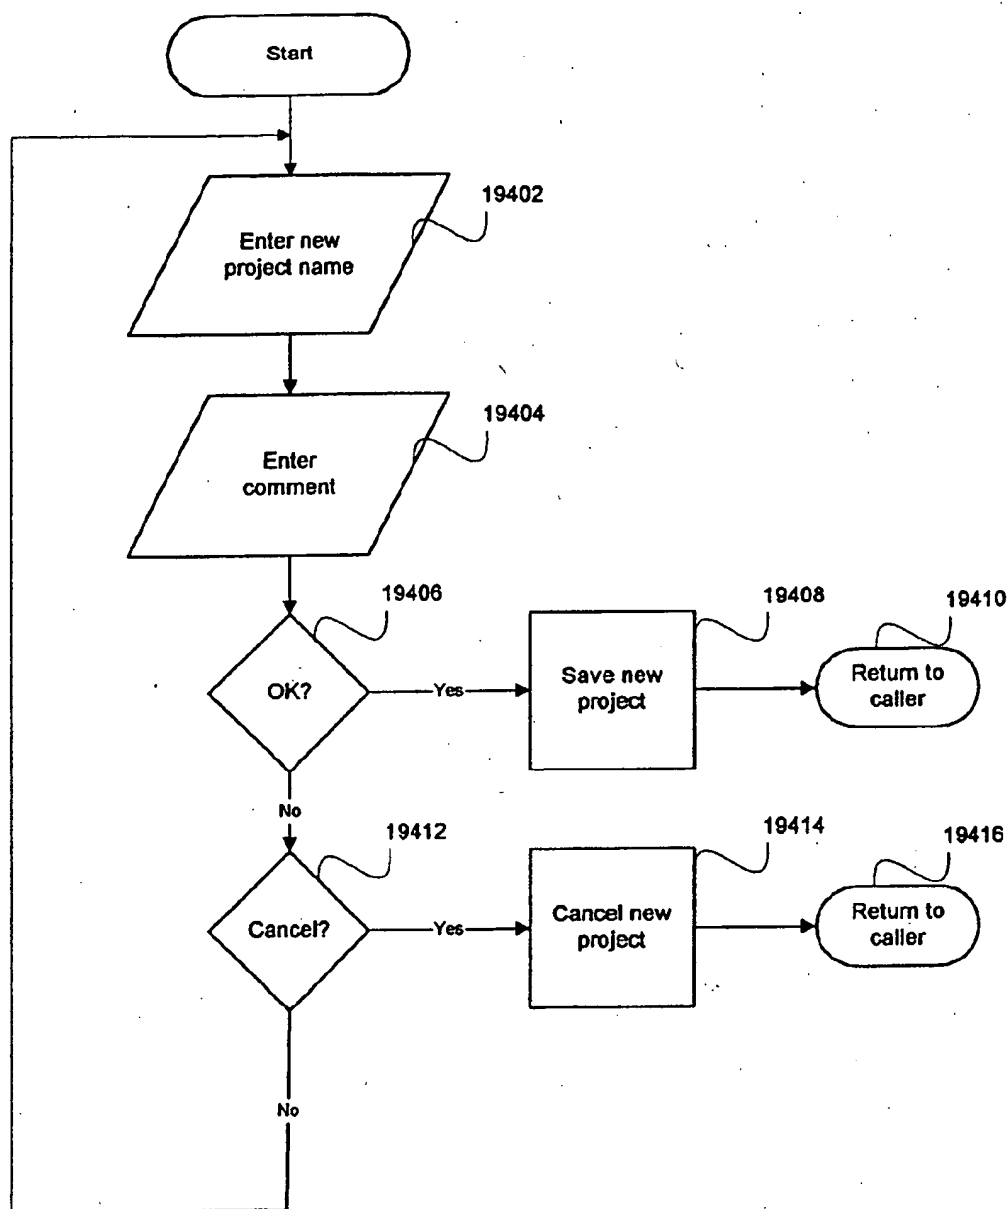 Start
19402
Enter new
project name
19404
Enter
comment
19406
19408
19410
OK?
Yes
Save new
project
Return to
caller
No
19412
19414
19416
Cancel?
Yes
Cancel new
project
Return to
caller
No